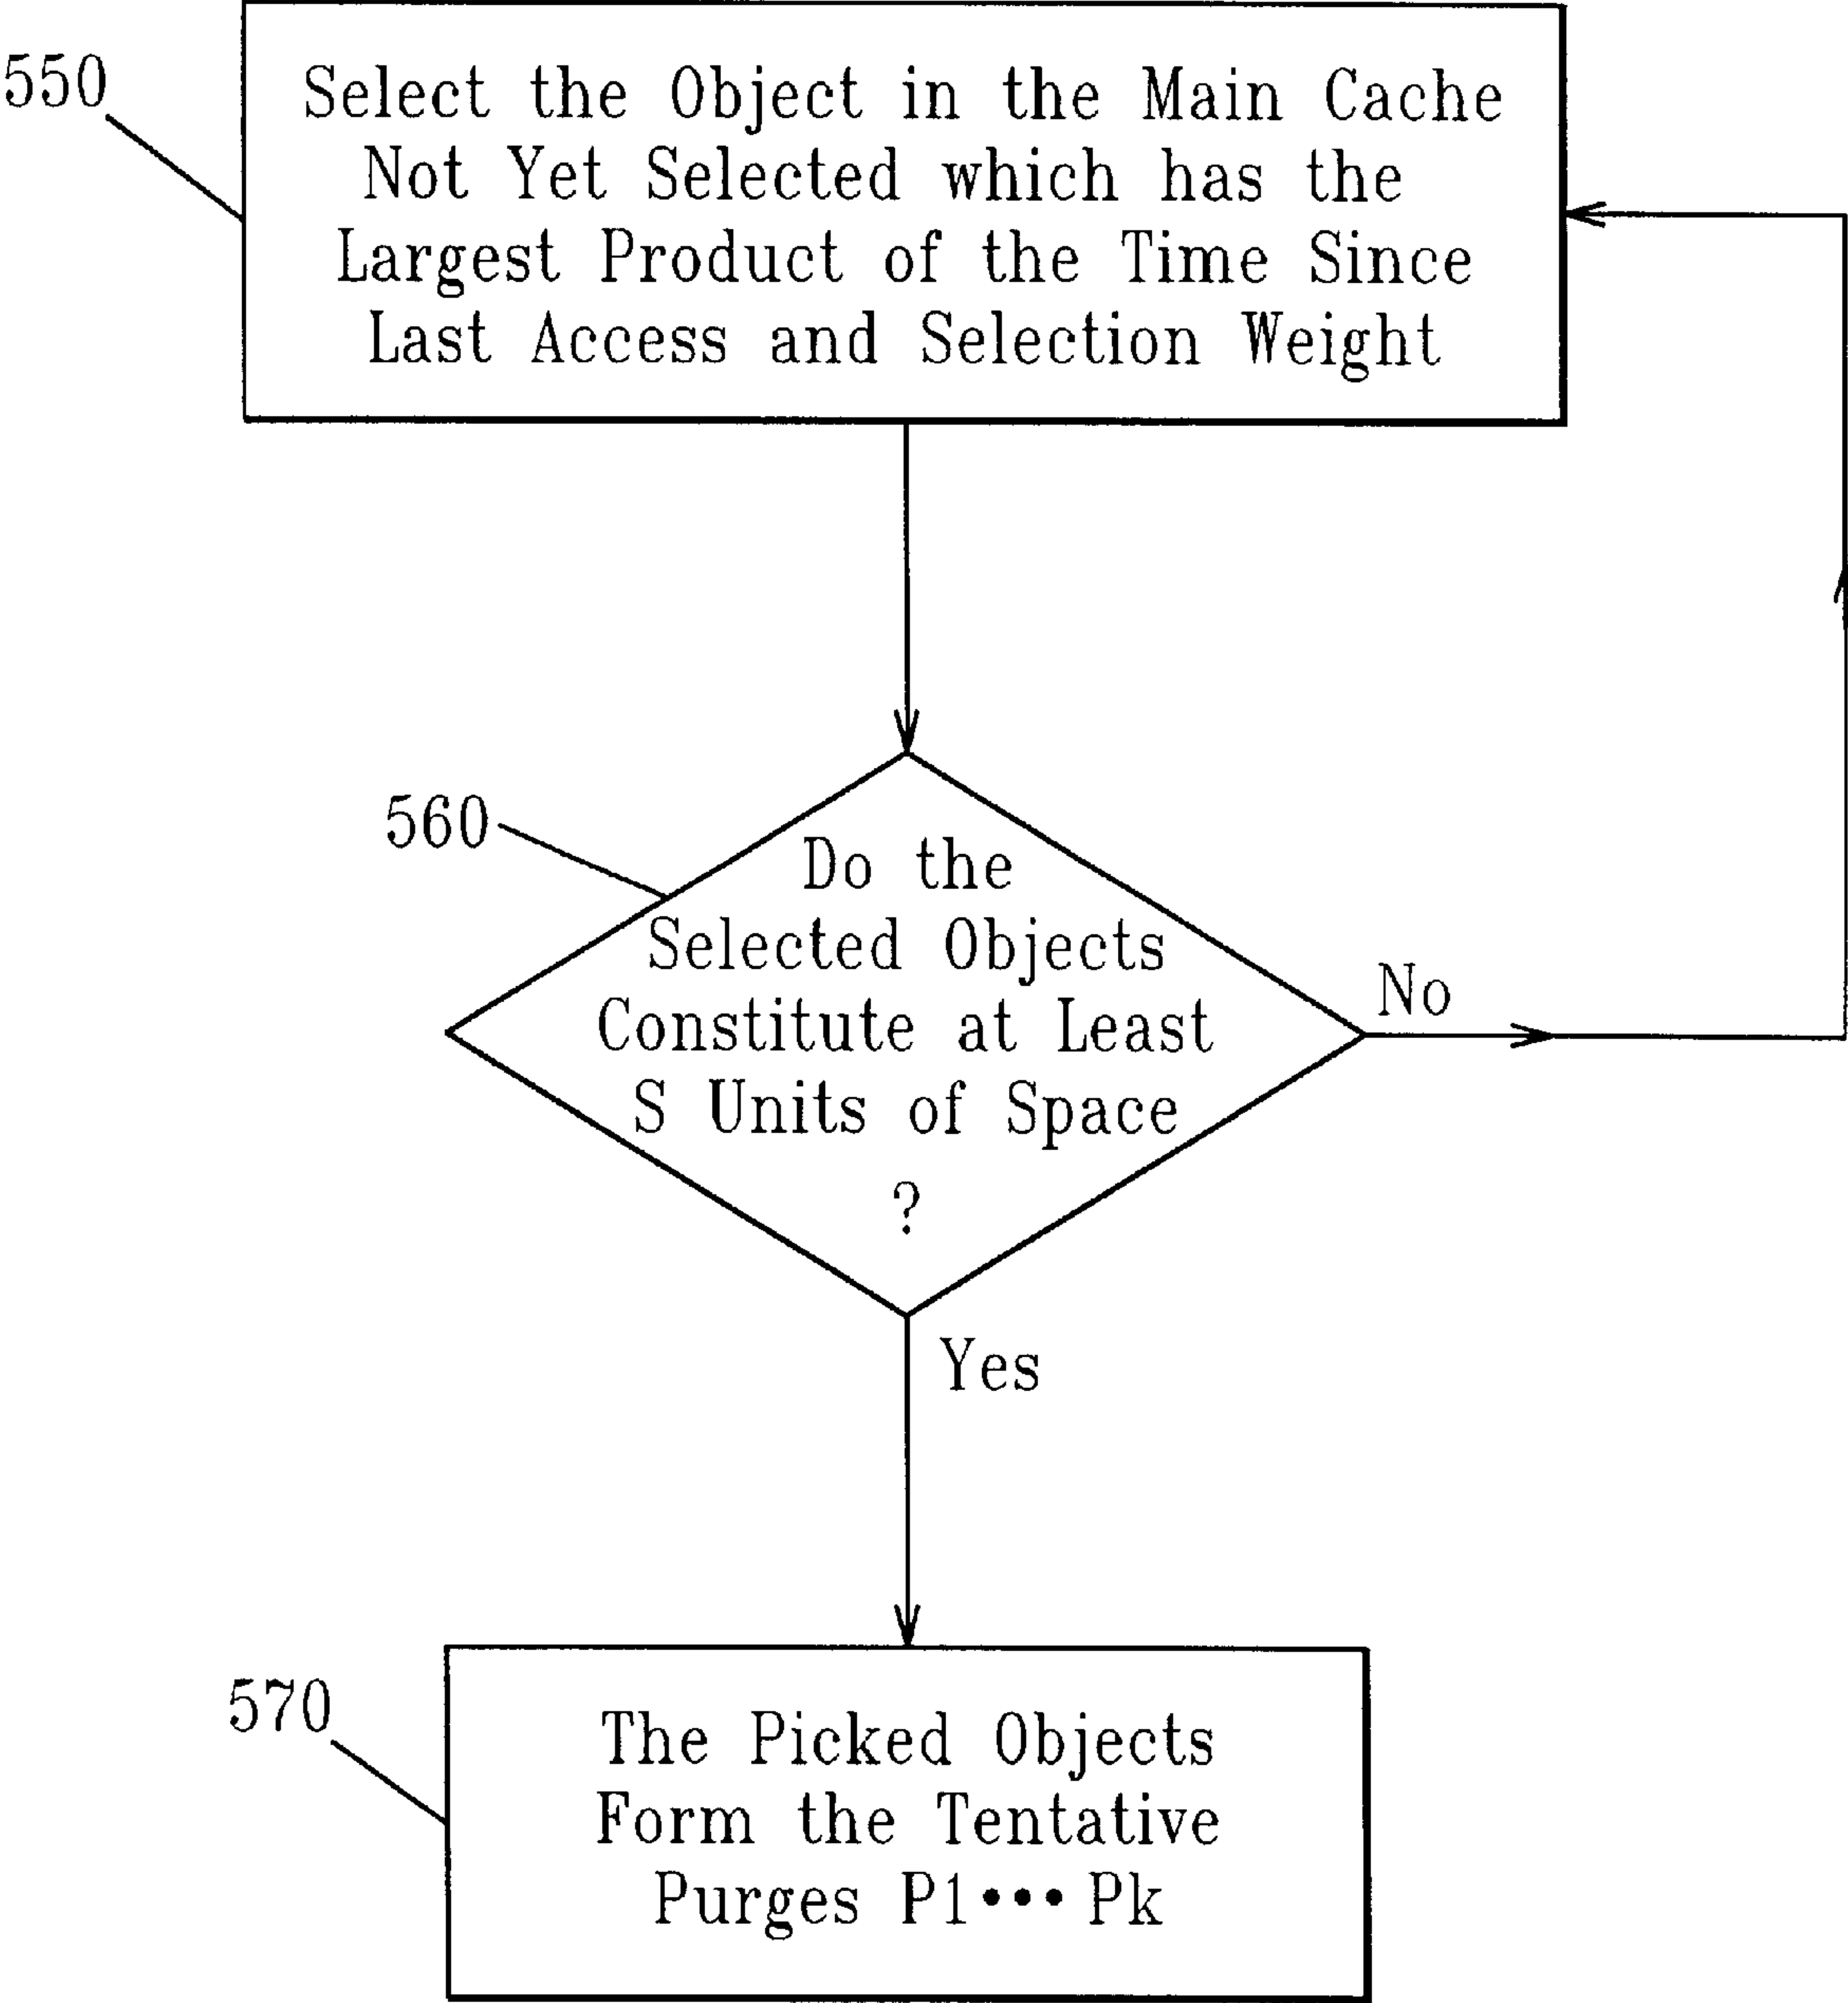 550
Select the Object in the Main Cache
Not Yet Selected which has the
Largest Product of the Time Since
Last Access and Selection Weight
560
Do the
Selected Objects
Constitute at Least
S Units of Space
?
No
Yes
570
The Picked Objects
Form the Tentative
Purges P1••• Pk